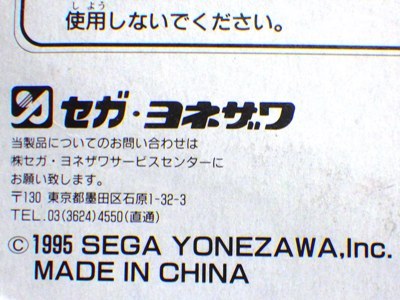 しよう
使用しないでください。
セガ・ヨネザワ
当製品についてのお問い合わせは
㈱セガ・ヨネザワサービスセンターに
お願い致します。
〒130 東京都墨田区石原1-32-3
TEL.03(3624)4550(直通)
©1995 SEGA YONEZAWA,Inc.
MADE IN CHINA